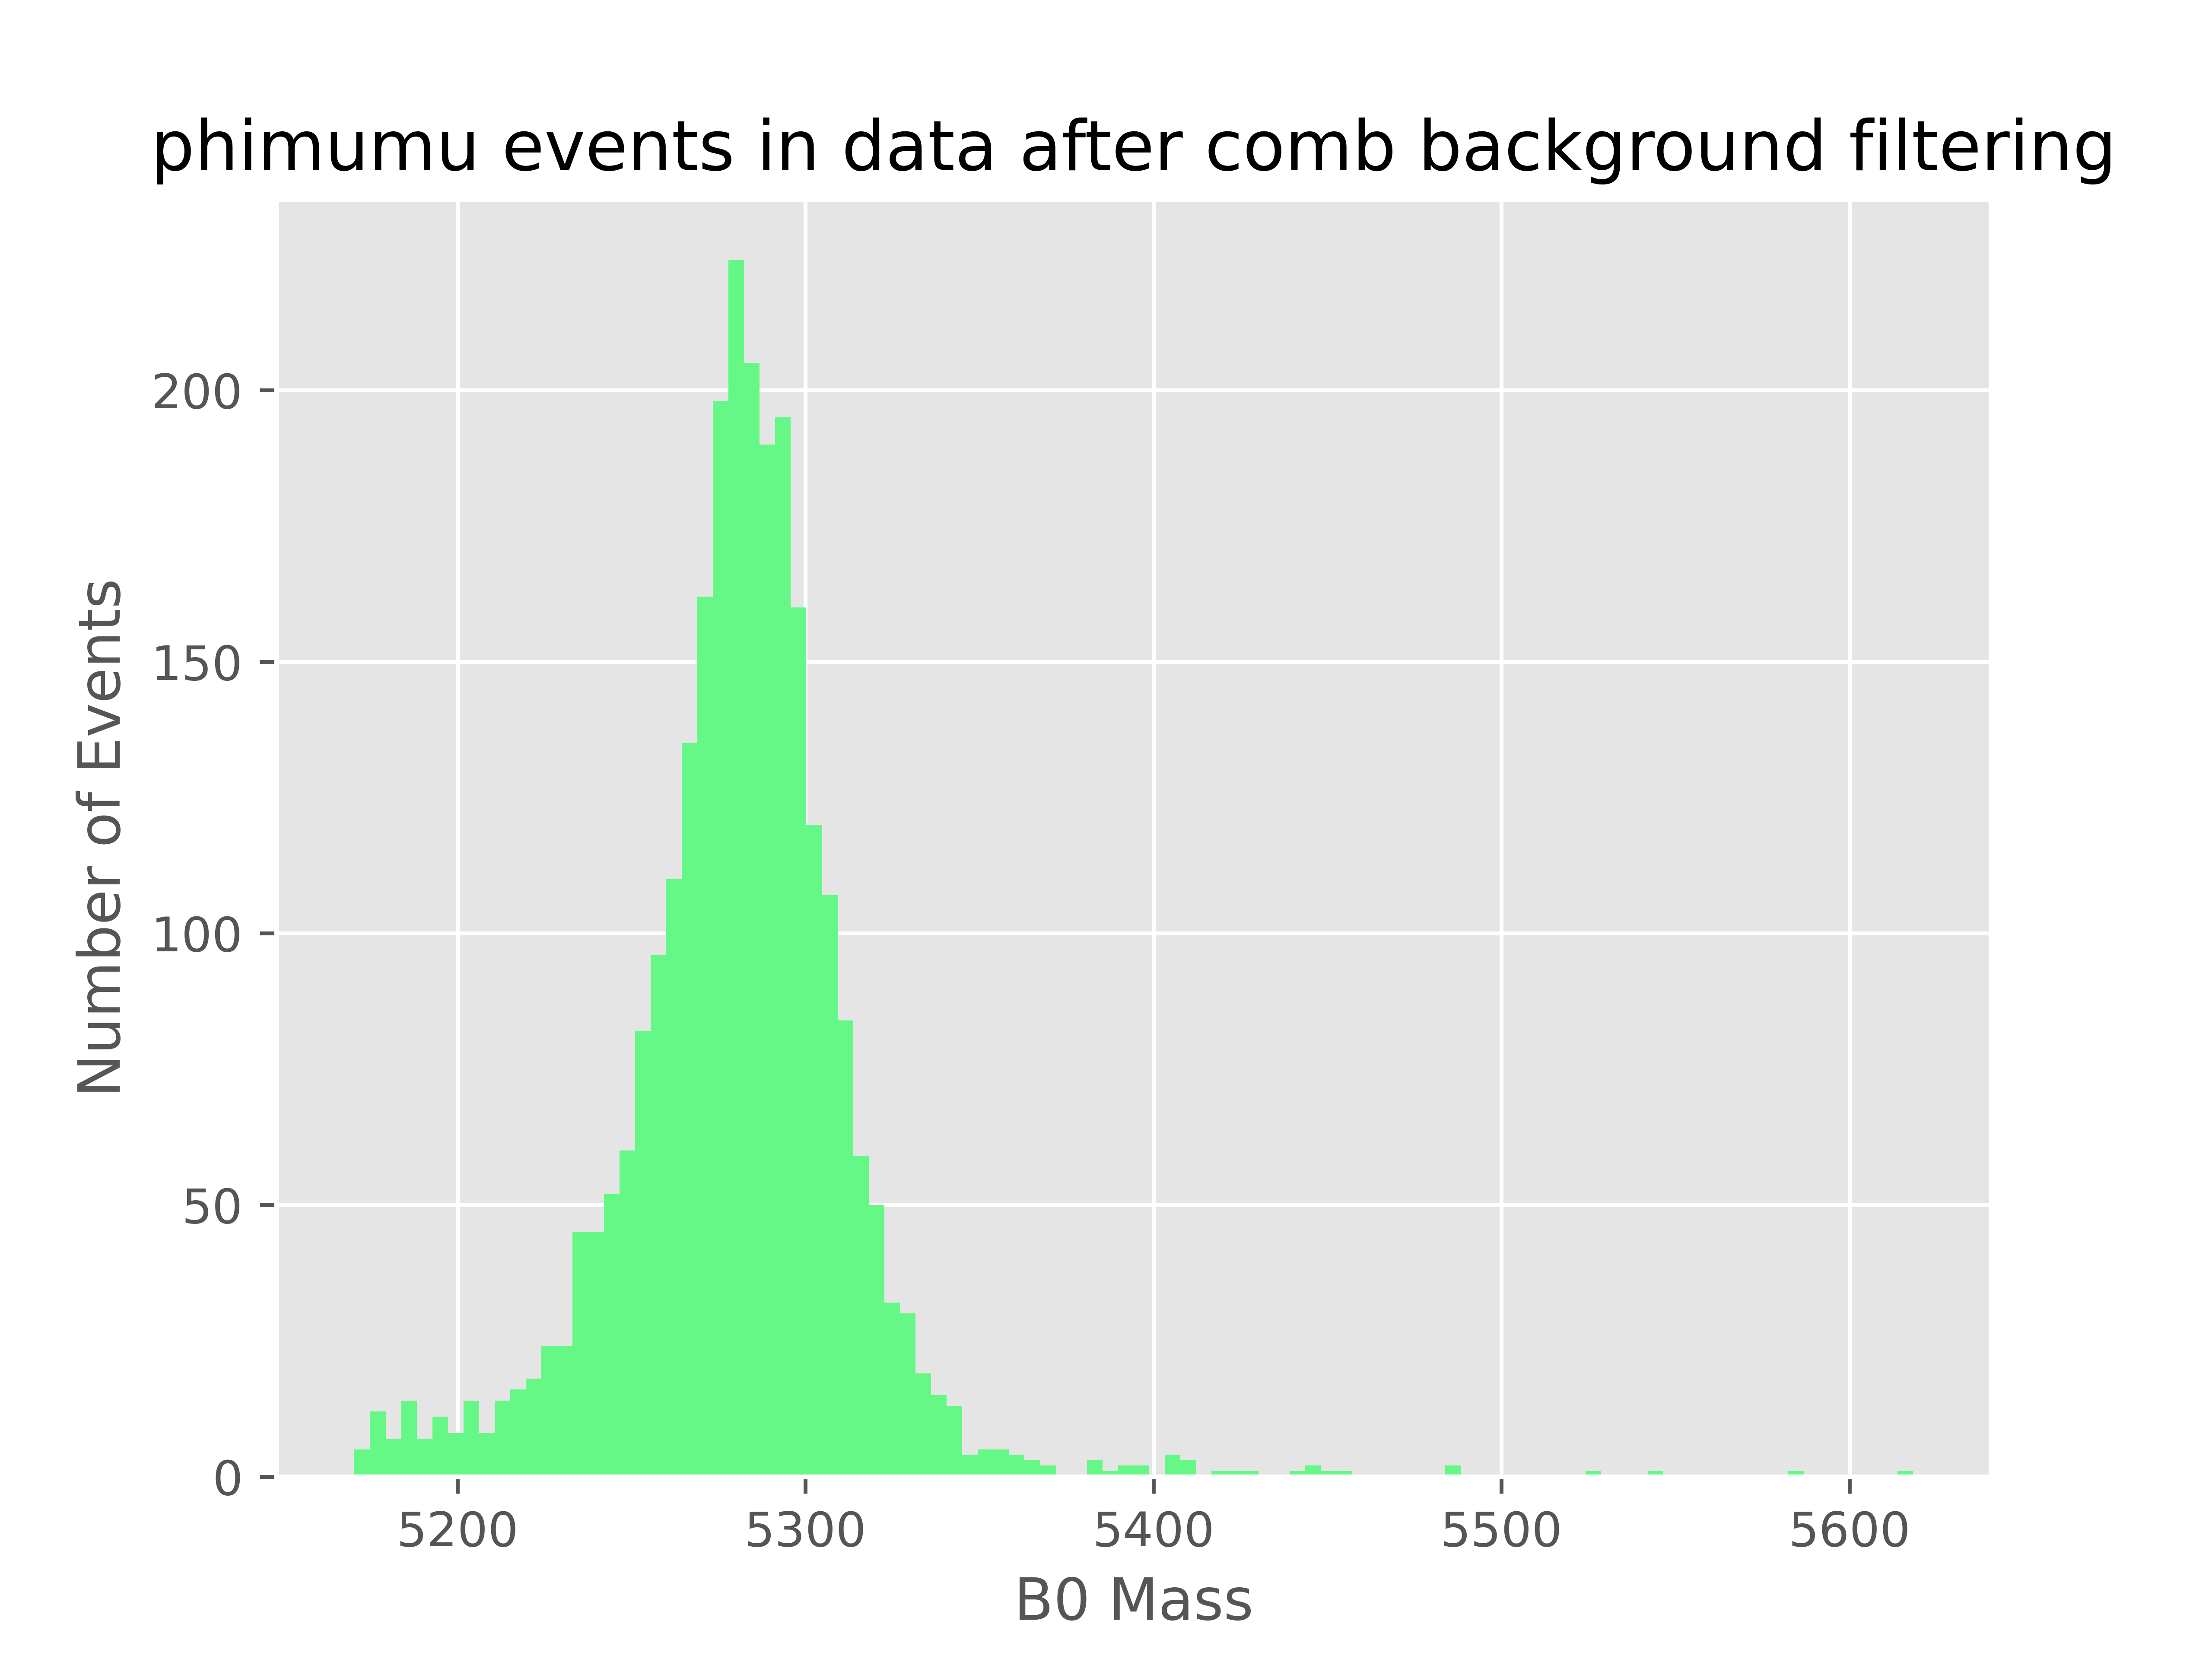 phimumu events in data after comb background filtering
Number of Events
200
150
100
50
0
5200 5300 5400 5500 5600
B0 Mass